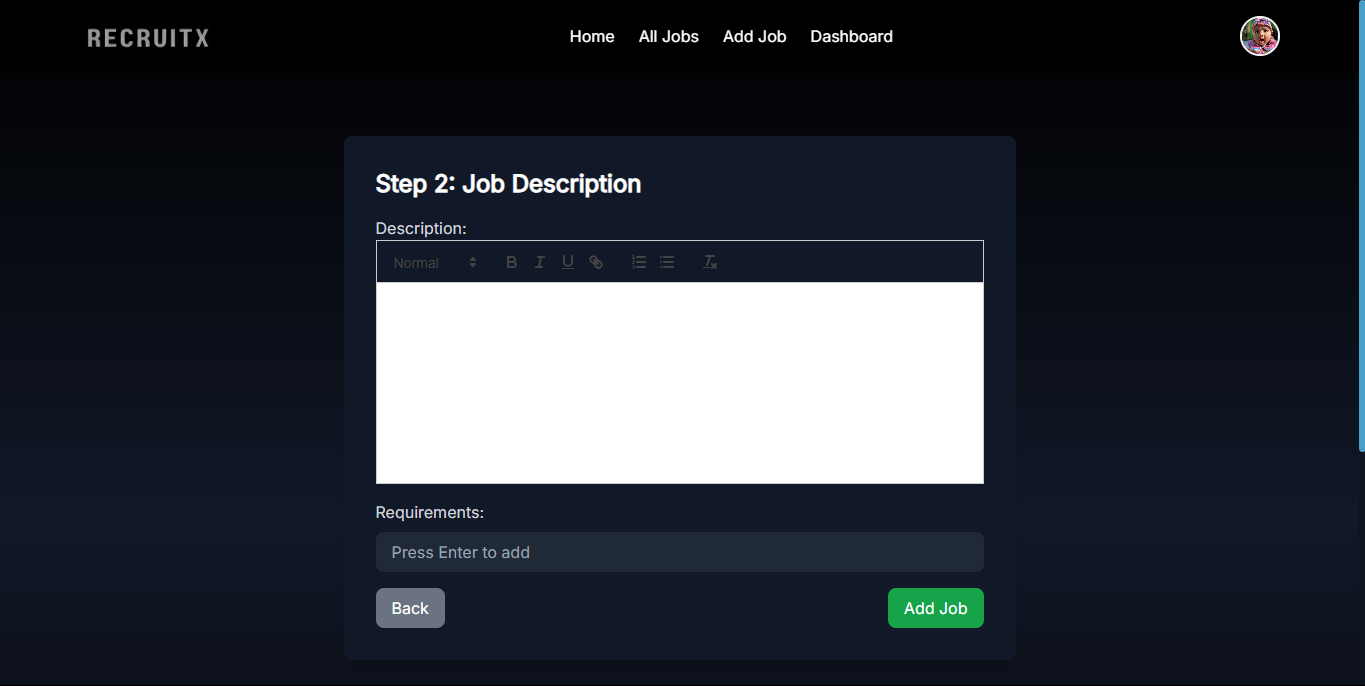 RECRUITX
Home All Jobs Add Job Dashboard
Step 2: Job Description
Description:
Normal B I U
Requirements:
Press Enter to add
Back Add Job